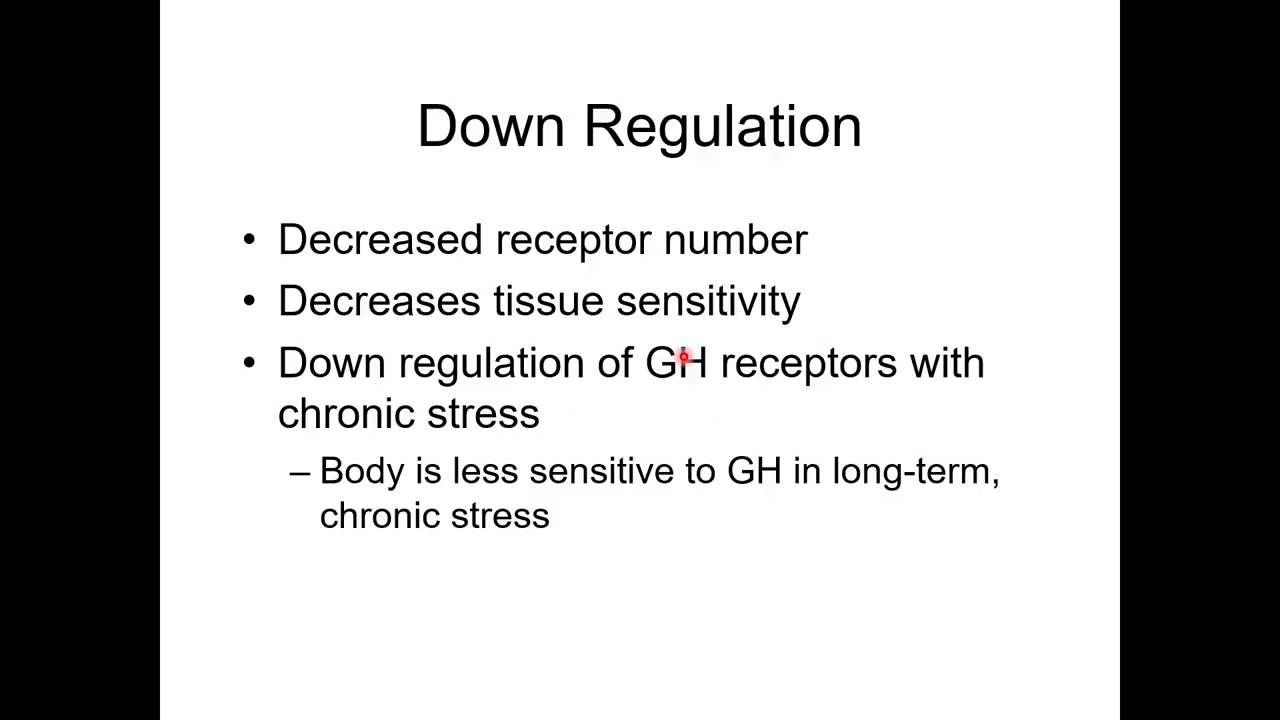 Down Regulation
• Decreased receptor number
• Decreases tissue sensitivity
• Down regulation of GH receptors with
chronic stress
– Body is less sensitive to GH in long-term,
chronic stress